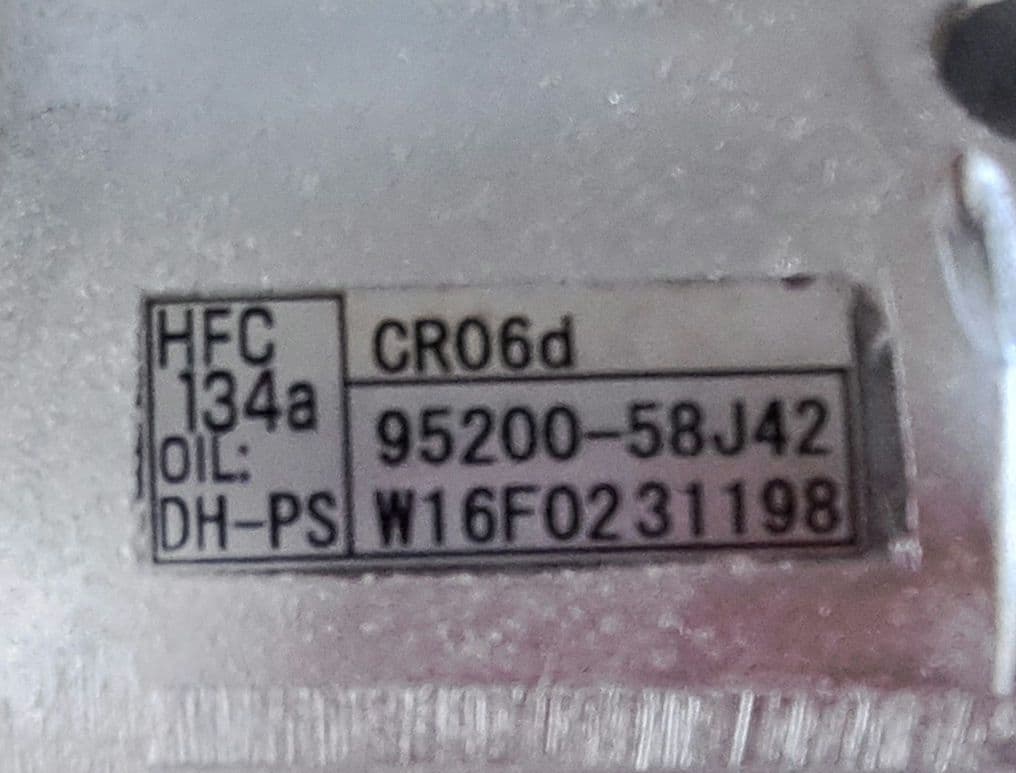 HFC
134a
OIL:
DH-PS
CR06d
95200-58J42
W16F0231198